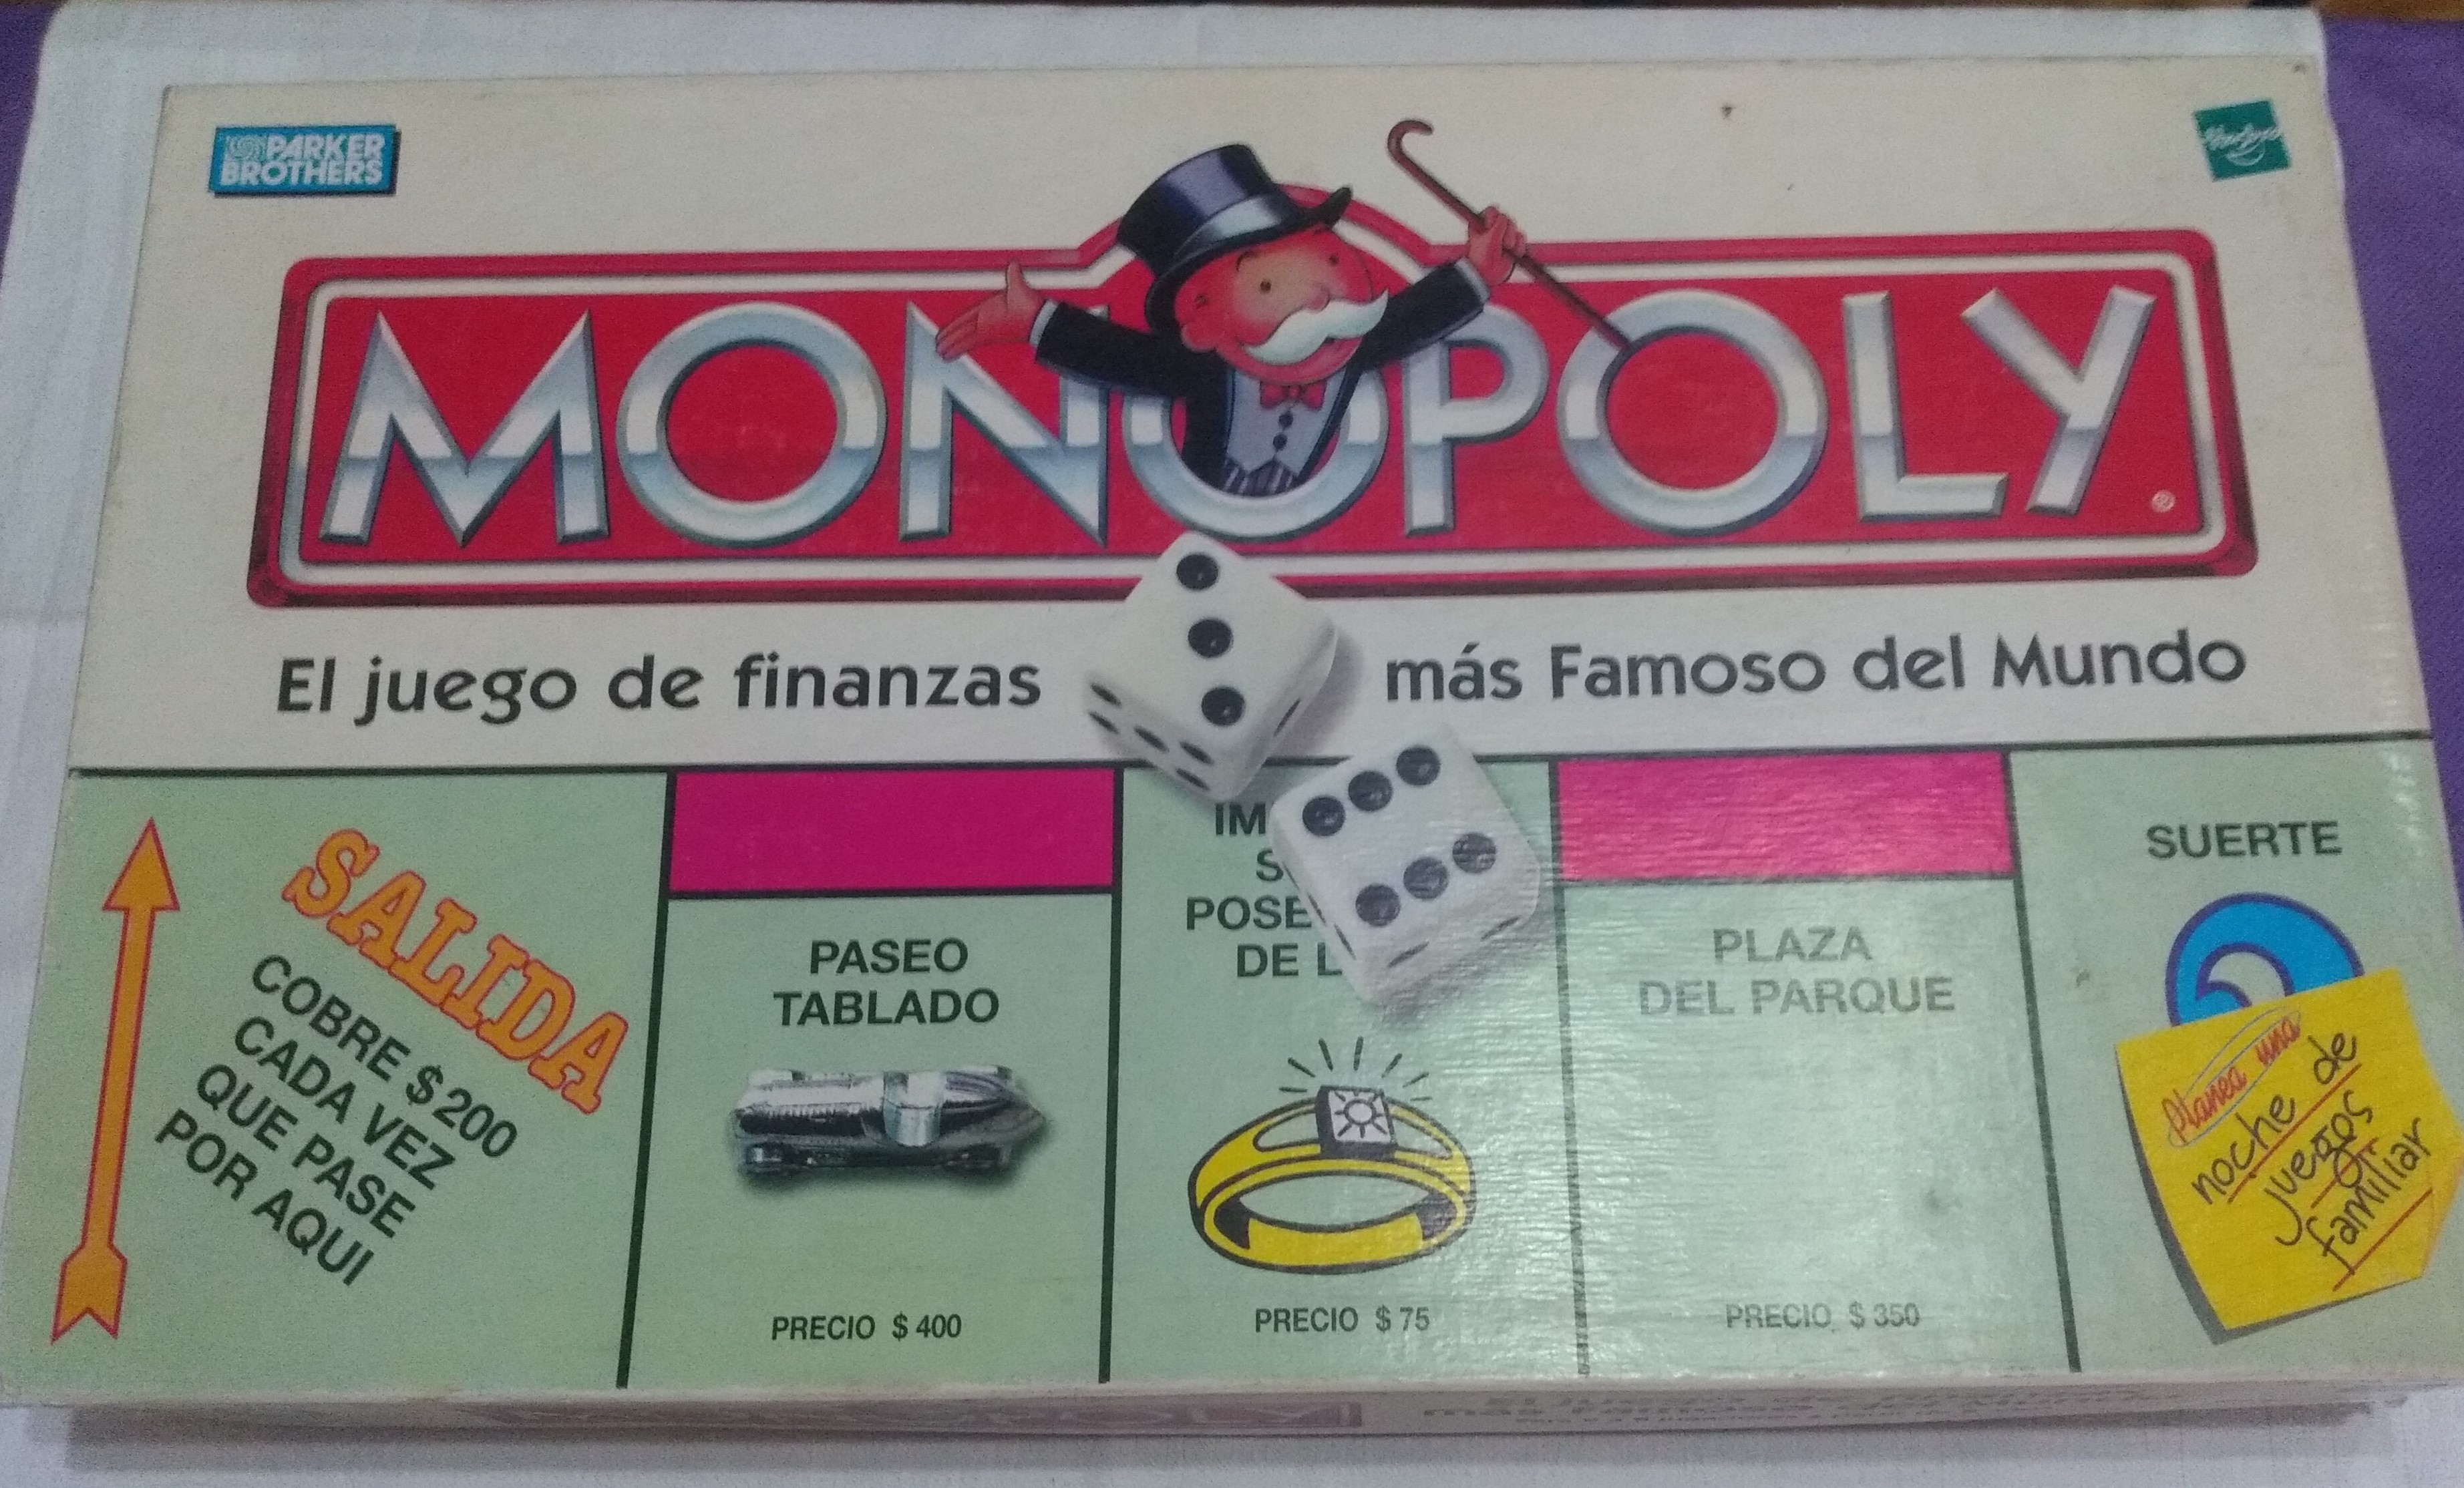 PARKER
BROTHERS
Hasbro
MONOPOLY®
El juego de finanzas más Famoso del Mundo
SALIDA
COBRE $200
CADA VEZ
QUE PASE
POR AQUI
PASEO
TABLADO
PRECIO $400
IM
S
POSE
DE L
PRECIO $75
PLAZA
DEL PARQUE
PRECIO $350
SUERTE
Planea una
noche de
juegos
familiar